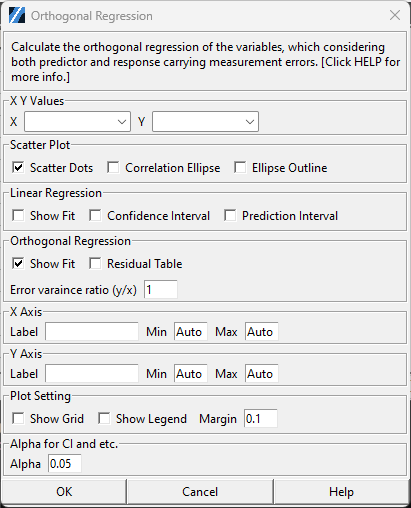 Orthogonal Regression
Calculate the orthogonal regression of the variables, which considering
both predictor and response carrying measurement errors. [Click HELP for
more info.]
X Y Values
X Y
Scatter Plot
Scatter Dots Correlation Ellipse Ellipse Outline
Linear Regression
Show Fit Confidence Interval Prediction Interval
Orthogonal Regression
Show Fit Residual Table
Error varaince ratio (y/x) 1
X Axis
Label Min Auto Max Auto
Y Axis
Label Min Auto Max Auto
Plot Setting
Show Grid Show Legend Margin 0.1
Alpha for CI and etc.
Alpha 0.05
OK Cancel Help